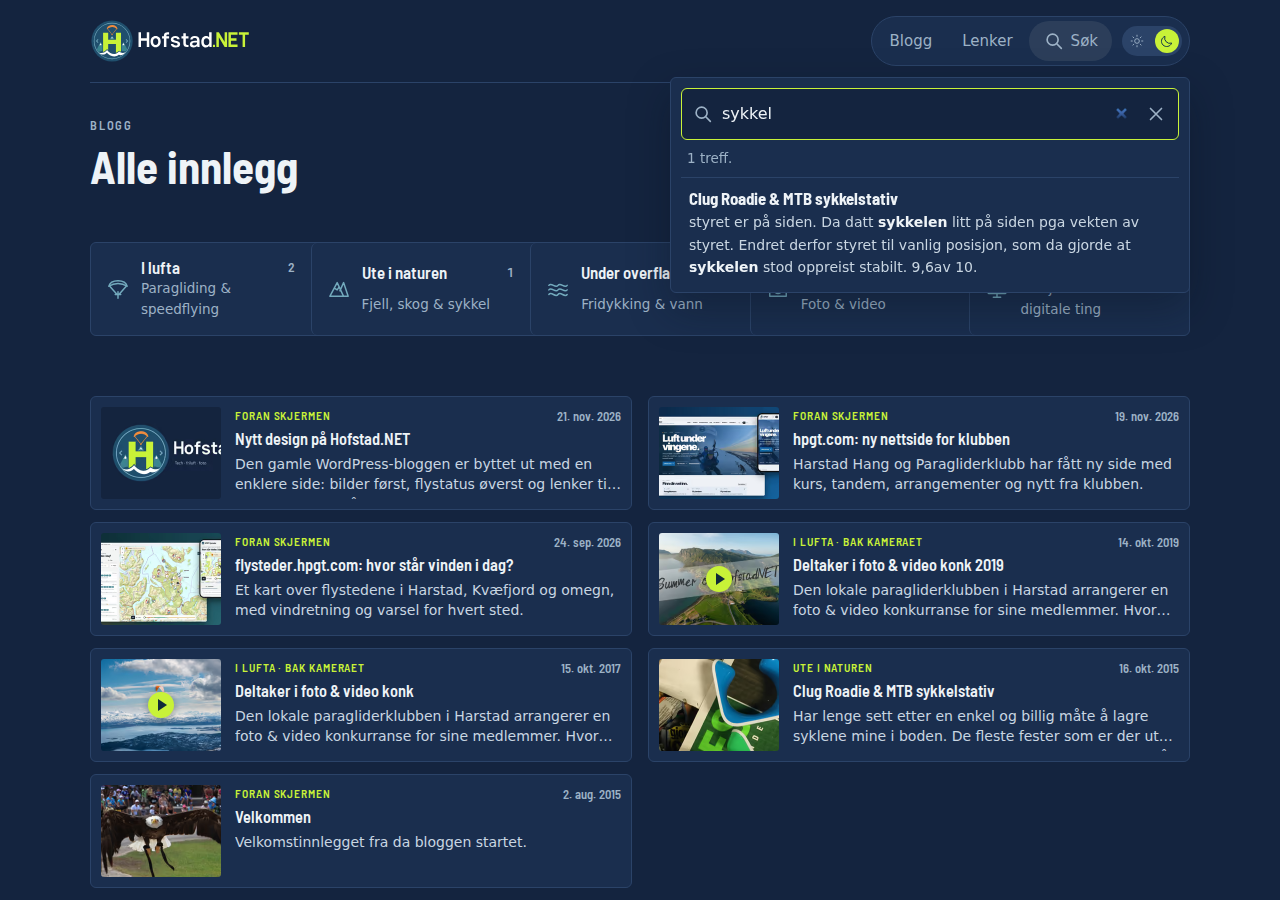 Hofstad.NET
Blogg
Lenker
Søk
sykkel
1 treff.
Clug Roadie & MTB sykkelstativ
styret er på siden. Da datt sykkelen litt på siden pga vekten av
styret. Endret derfor styret til vanlig posisjon, som da gjorde at
sykkelen stod oppreist stabilt. 9,6av 10.
BLOGG
Alle innlegg
I lufta
2
Paragliding &
speedflying
Ute i naturen
1
Fjell, skog & sykkel
Under overfla
Fridykking & vann
Foto & video
digitale ting
FORAN SKJERMEN
21. nov. 2026
Nytt design på Hofstad.NET
Den gamle WordPress-bloggen er byttet ut med en
enklere side: bilder først, flystatus øverst og lenker ti…
FORAN SKJERMEN
19. nov. 2026
Luft under
vingene.
hpgt.com: ny nettside for klubben
Harstad Hang og Paragliderklubb har fått ny side med
kurs, tandem, arrangementer og nytt fra klubben.
FORAN SKJERMEN
24. sep. 2026
flysteder.hpgt.com: hvor står vinden i dag?
Et kart over flystedene i Harstad, Kvæfjord og omegn,
med vindretning og varsel for hvert sted.
I LUFTA · BAK KAMERAET
14. okt. 2019
Deltaker i foto & video konk 2019
Den lokale paragliderklubben i Harstad arrangerer en
foto & video konkurranse for sine medlemmer. Hvor…
I LUFTA · BAK KAMERAET
15. okt. 2017
Deltaker i foto & video konk
Den lokale paragliderklubben i Harstad arrangerer en
foto & video konkurranse for sine medlemmer. Hvor…
UTE I NATUREN
16. okt. 2015
Clug Roadie & MTB sykkelstativ
Har lenge sett etter en enkel og billig måte å lagre
syklene mine i boden. De fleste fester som er der ut…
FORAN SKJERMEN
2. aug. 2015
Velkommen
Velkomstinnlegget fra da bloggen startet.